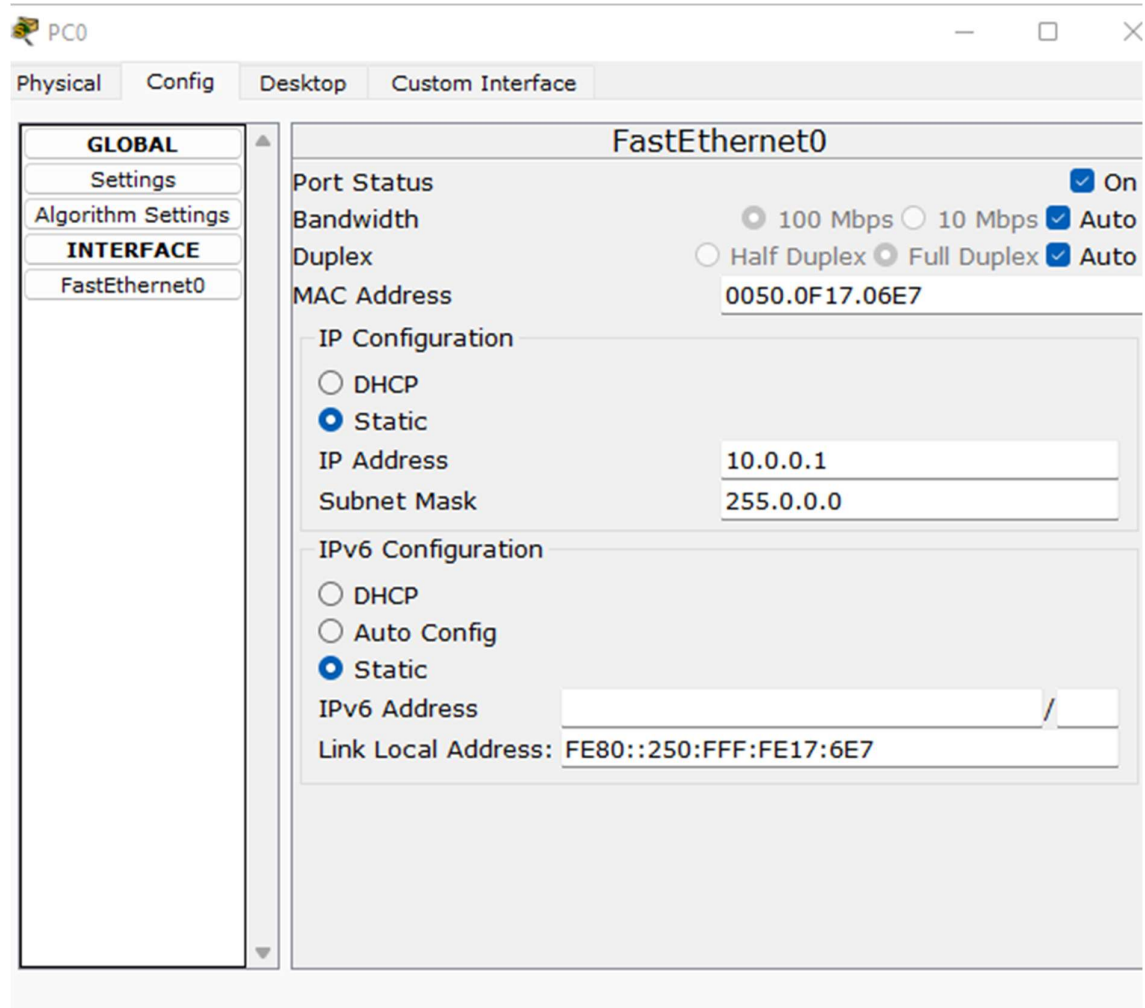 PC0
Physical Config Desktop Custom Interface
GLOBAL
Settings
Algorithm Settings
INTERFACE
FastEthernet0
FastEthernet0
Port Status On
Bandwidth 100 Mbps 10 Mbps Auto
Duplex Half Duplex Full Duplex Auto
MAC Address 0050.0F17.06E7
IP Configuration
DHCP
Static
IP Address 10.0.0.1
Subnet Mask 255.0.0.0
IPv6 Configuration
DHCP
Auto Config
Static
IPv6 Address /
Link Local Address: FE80::250:FFF:FE17:6E7